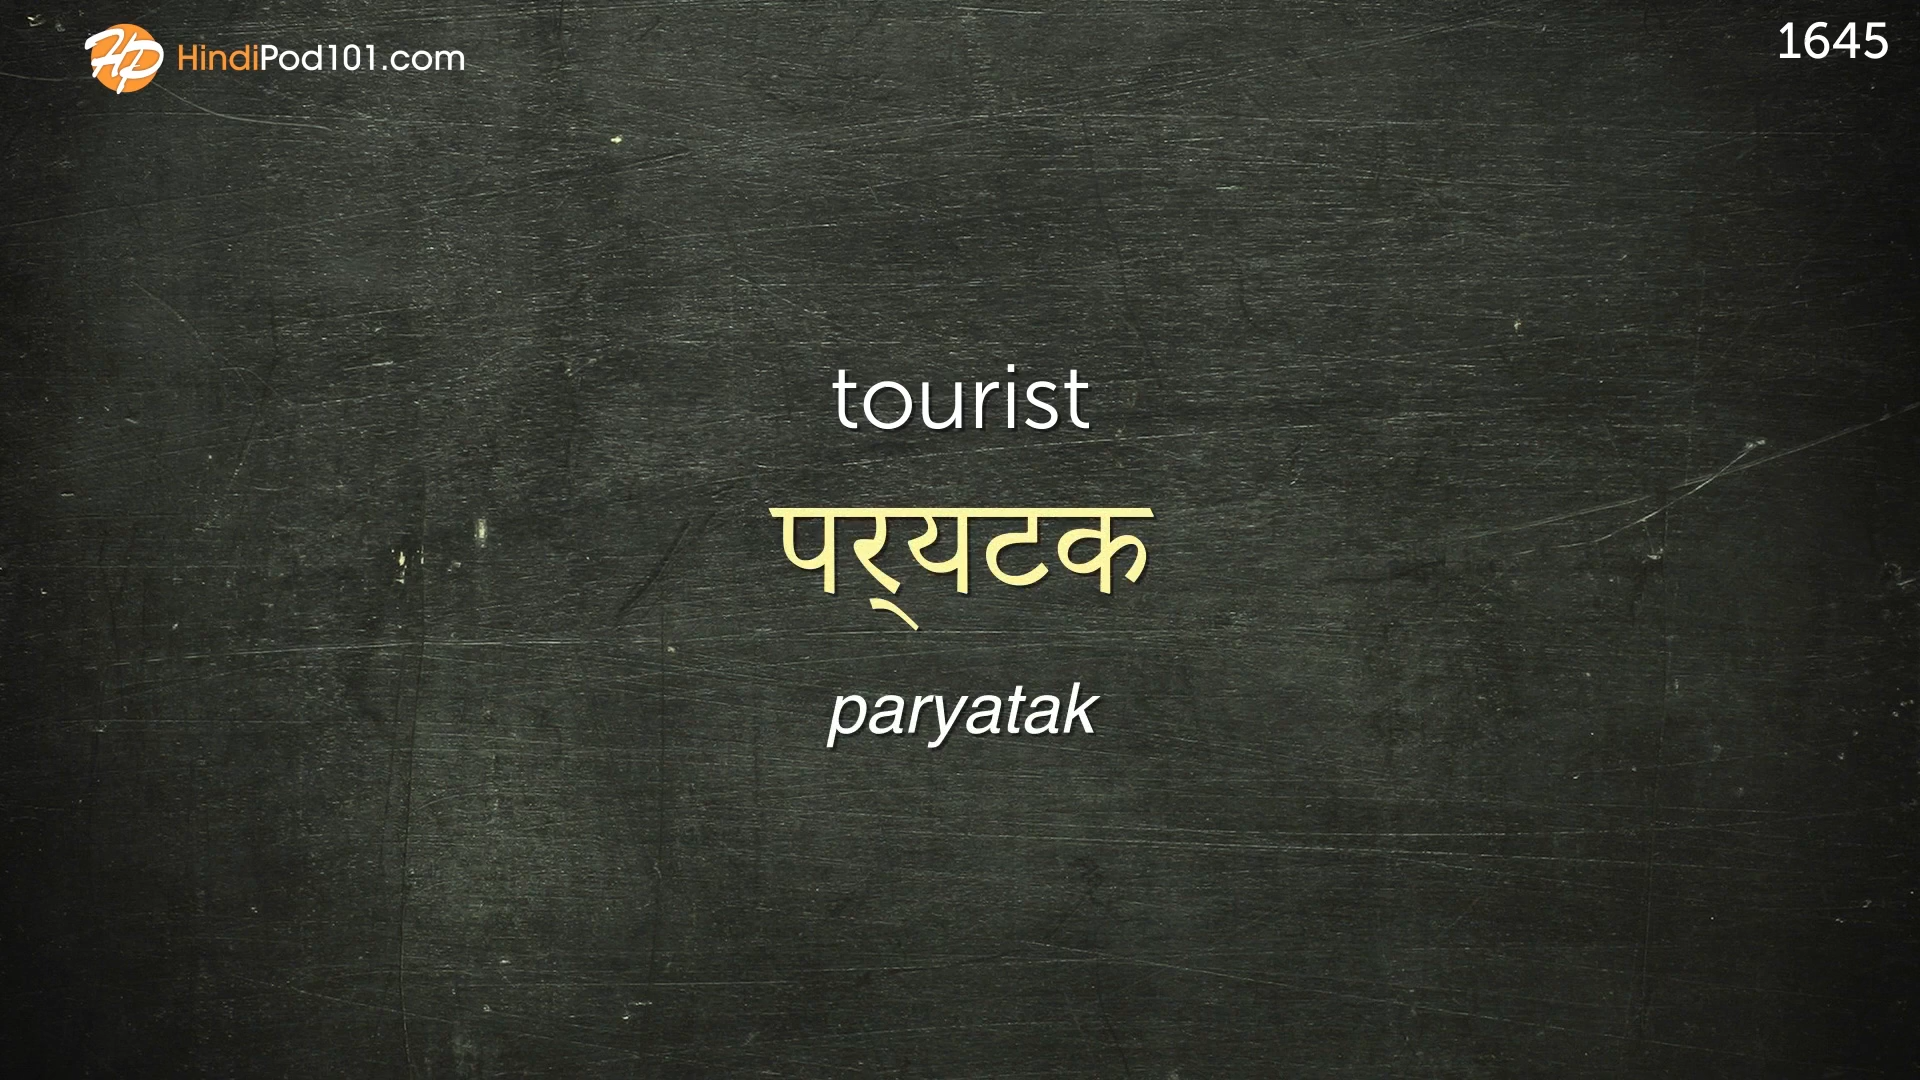 HindiPod101.com
1645
tourist
पर्‌यटक
paryatak